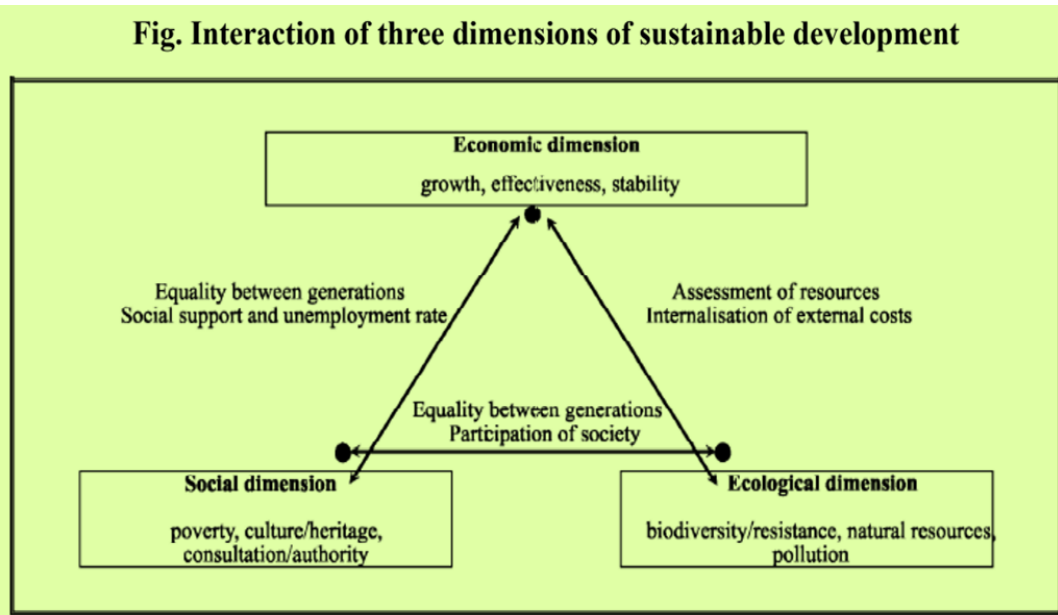 Fig. Interaction of three dimensions of sustainable development
Economic dimension
growth, effectiveness, stability
Equality between generations
Social support and unemployment rate
Assessment of resources
Internalisation of external costs
Equality between generations
Participation of society
Social dimension
poverty, culture/heritage,
consultation/authority
Ecological dimension
biodiversity/resistance, natural resources,
pollution